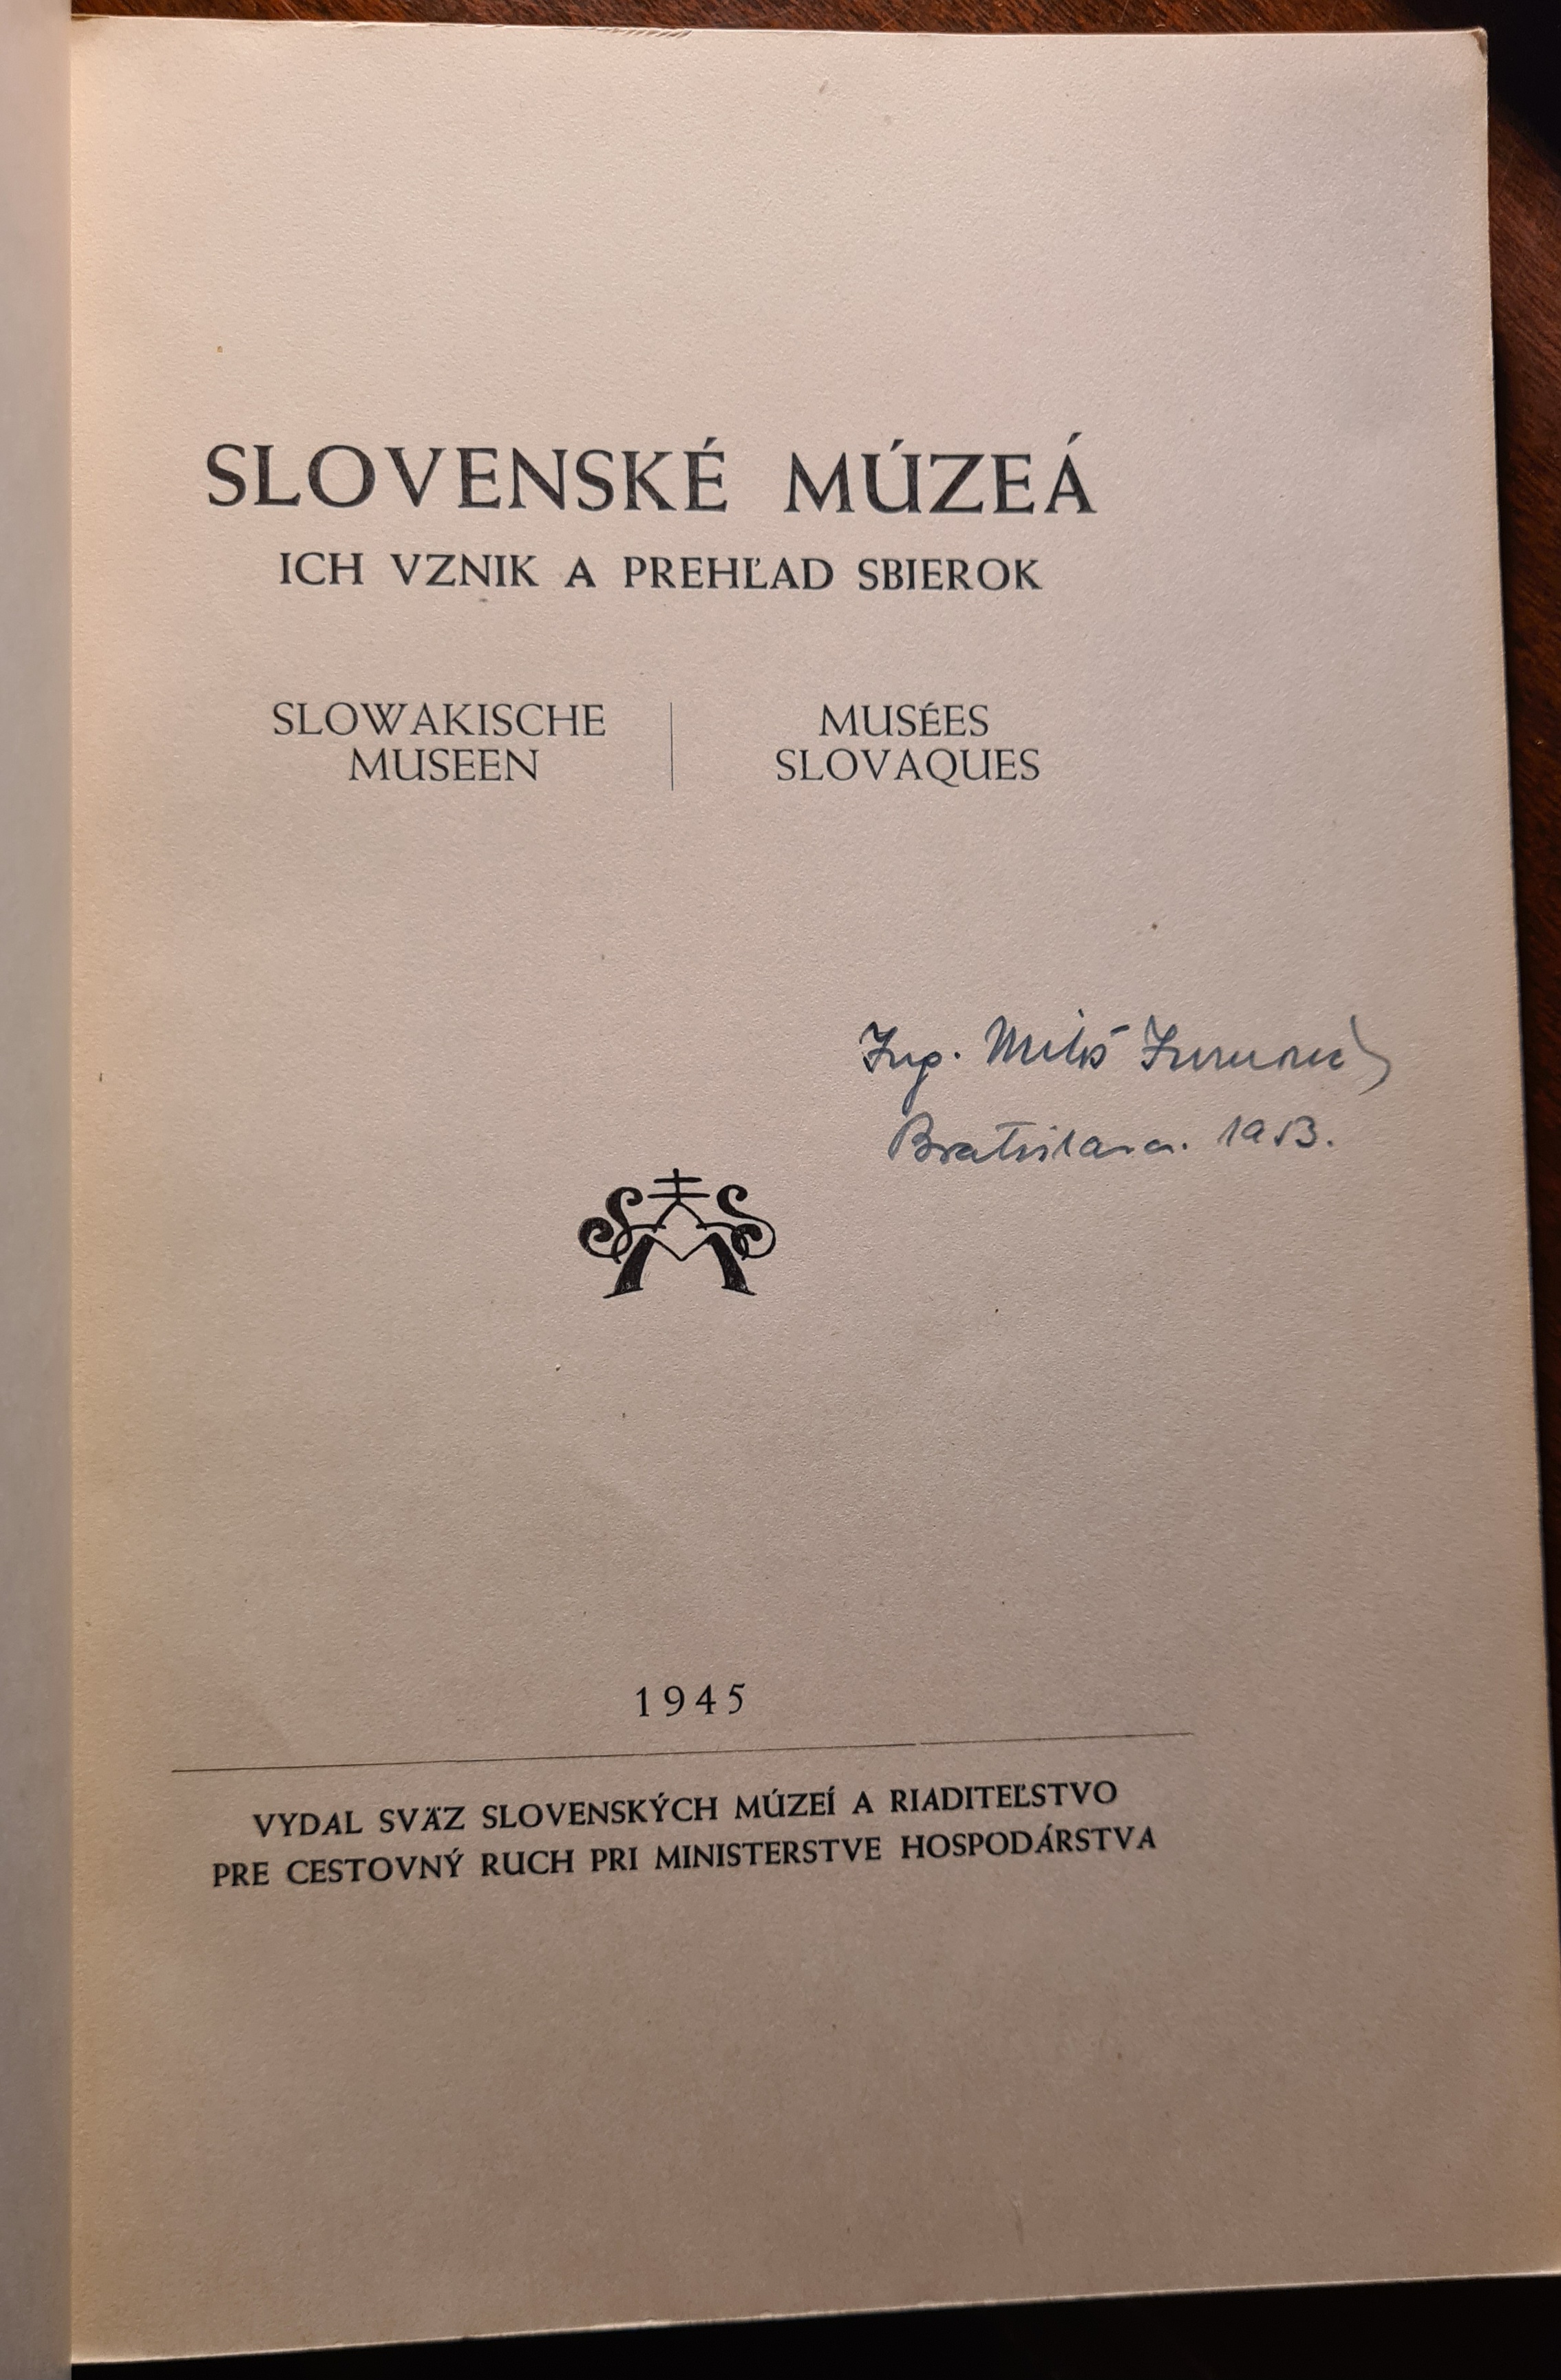 SLOVENSKÉ MÚZEÁ
ICH VZNIK A PREHĽAD SBIEROK
SLOWAKISCHE
MUSEEN
MUSÉES
SLOVAQUES
Ing. Miloš
Bratislava. 1953.
1945
VYDAL SVÄZ SLOVENSKÝCH MÚZEÍ A RIADITEĽSTVO
PRE CESTOVNÝ RUCH PRI MINISTERSTVE HOSPODÁRSTVA